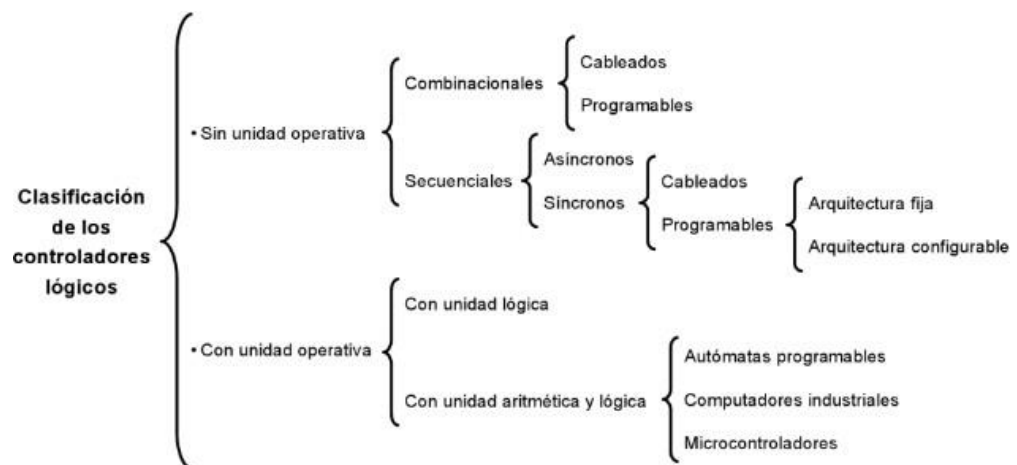 Clasificación
de los
controladores
lógicos
• Sin unidad operativa
Combinacionales
Cableados
Programables
Secuenciales
Asíncronos
Síncronos
Cableados
Programables
Arquitectura fija
Arquitectura configurable
• Con unidad operativa
Con unidad lógica
Con unidad aritmética y lógica
Autómatas programables
Computadores industriales
Microcontroladores